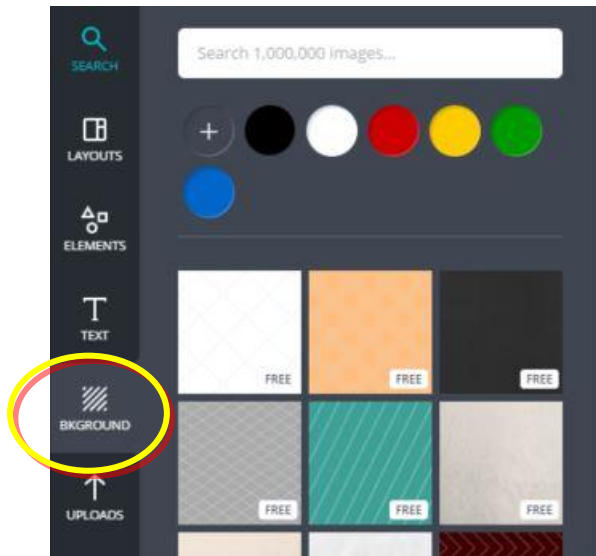 SEARCH
Search 1,000,000 images...
LAYOUTS
ELEMENTS
TEXT
BKGROUND
UPLOADS
FREE
FREE
FREE
FREE
FREE
FREE